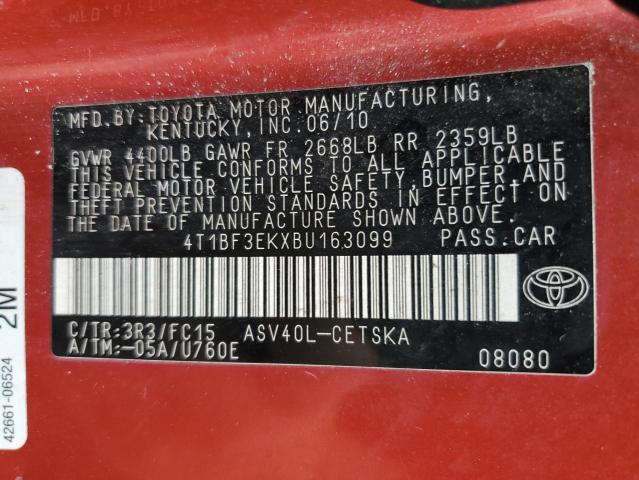 MFD.BY:TOYOTA MOTOR MANUFACTURING,
KENTUCKY, INC.06/10
GVWR 4400LB GAWR FR 2668LB RR 2359LB
THIS VEHICLE CONFORMS TO ALL APPLICABLE
FEDERAL MOTOR VEHICLE SAFETY,BUMPER,AND
THEFT PREVENTION STANDARDS IN EFFECT ON
THE DATE OF MANUFACTURE SHOWN ABOVE.
4T1BF3EKXBU163099 PASS.CAR
C/TR:3R3/FC15 ASV40L-CETSKA
A/TM:-05A/U760E
08080
2M
42661-06524